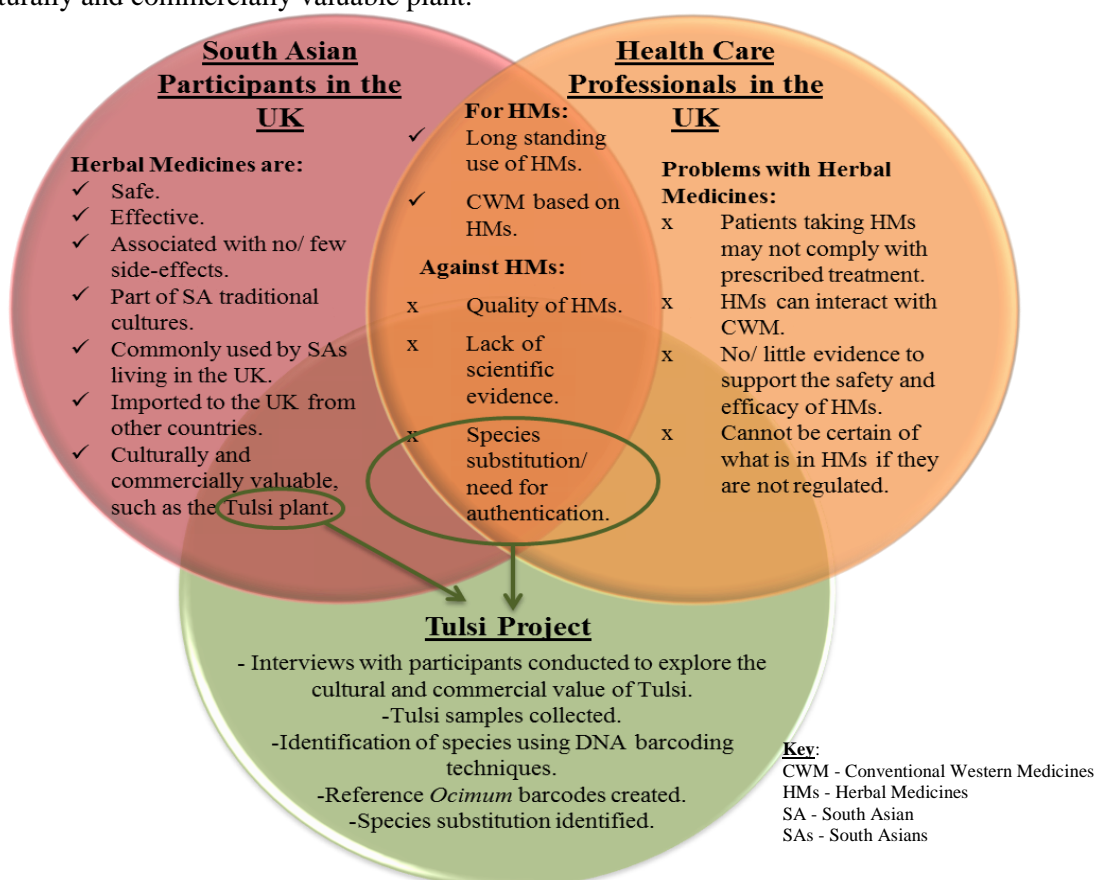 turally and commercially valuable plant.
South Asian
Participants in the
UK
Herbal Medicines are:
✓ Safe.
✓ Effective.
✓ Associated with no/ few
side-effects.
✓ Part of SA traditional
cultures.
✓ Commonly used by SAs
living in the UK.
✓ Imported to the UK from
other countries.
✓ Culturally and
commercially valuable,
such as the Tulsi plant.
For HMs:
✓ Long standing
use of HMs.
✓ CWM based on
HMs.
Against HMs:
x Quality of HMs.
x Lack of
scientific
evidence.
x Species
substitution/
need for
authentication.
Health Care
Professionals in the
UK
Problems with Herbal
Medicines:
x Patients taking HMs
may not comply with
prescribed treatment.
x HMs can interact with
CWM.
x No/ little evidence to
support the safety and
efficacy of HMs.
x Cannot be certain of
what is in HMs if they
are not regulated.
Tulsi Project
- Interviews with participants conducted to explore the
cultural and commercial value of Tulsi.
-Tulsi samples collected.
-Identification of species using DNA barcoding
techniques.
-Reference Ocimum barcodes created.
-Species substitution identified.
Key:
CWM - Conventional Western Medicines
HMs - Herbal Medicines
SA - South Asian
SAs - South Asians